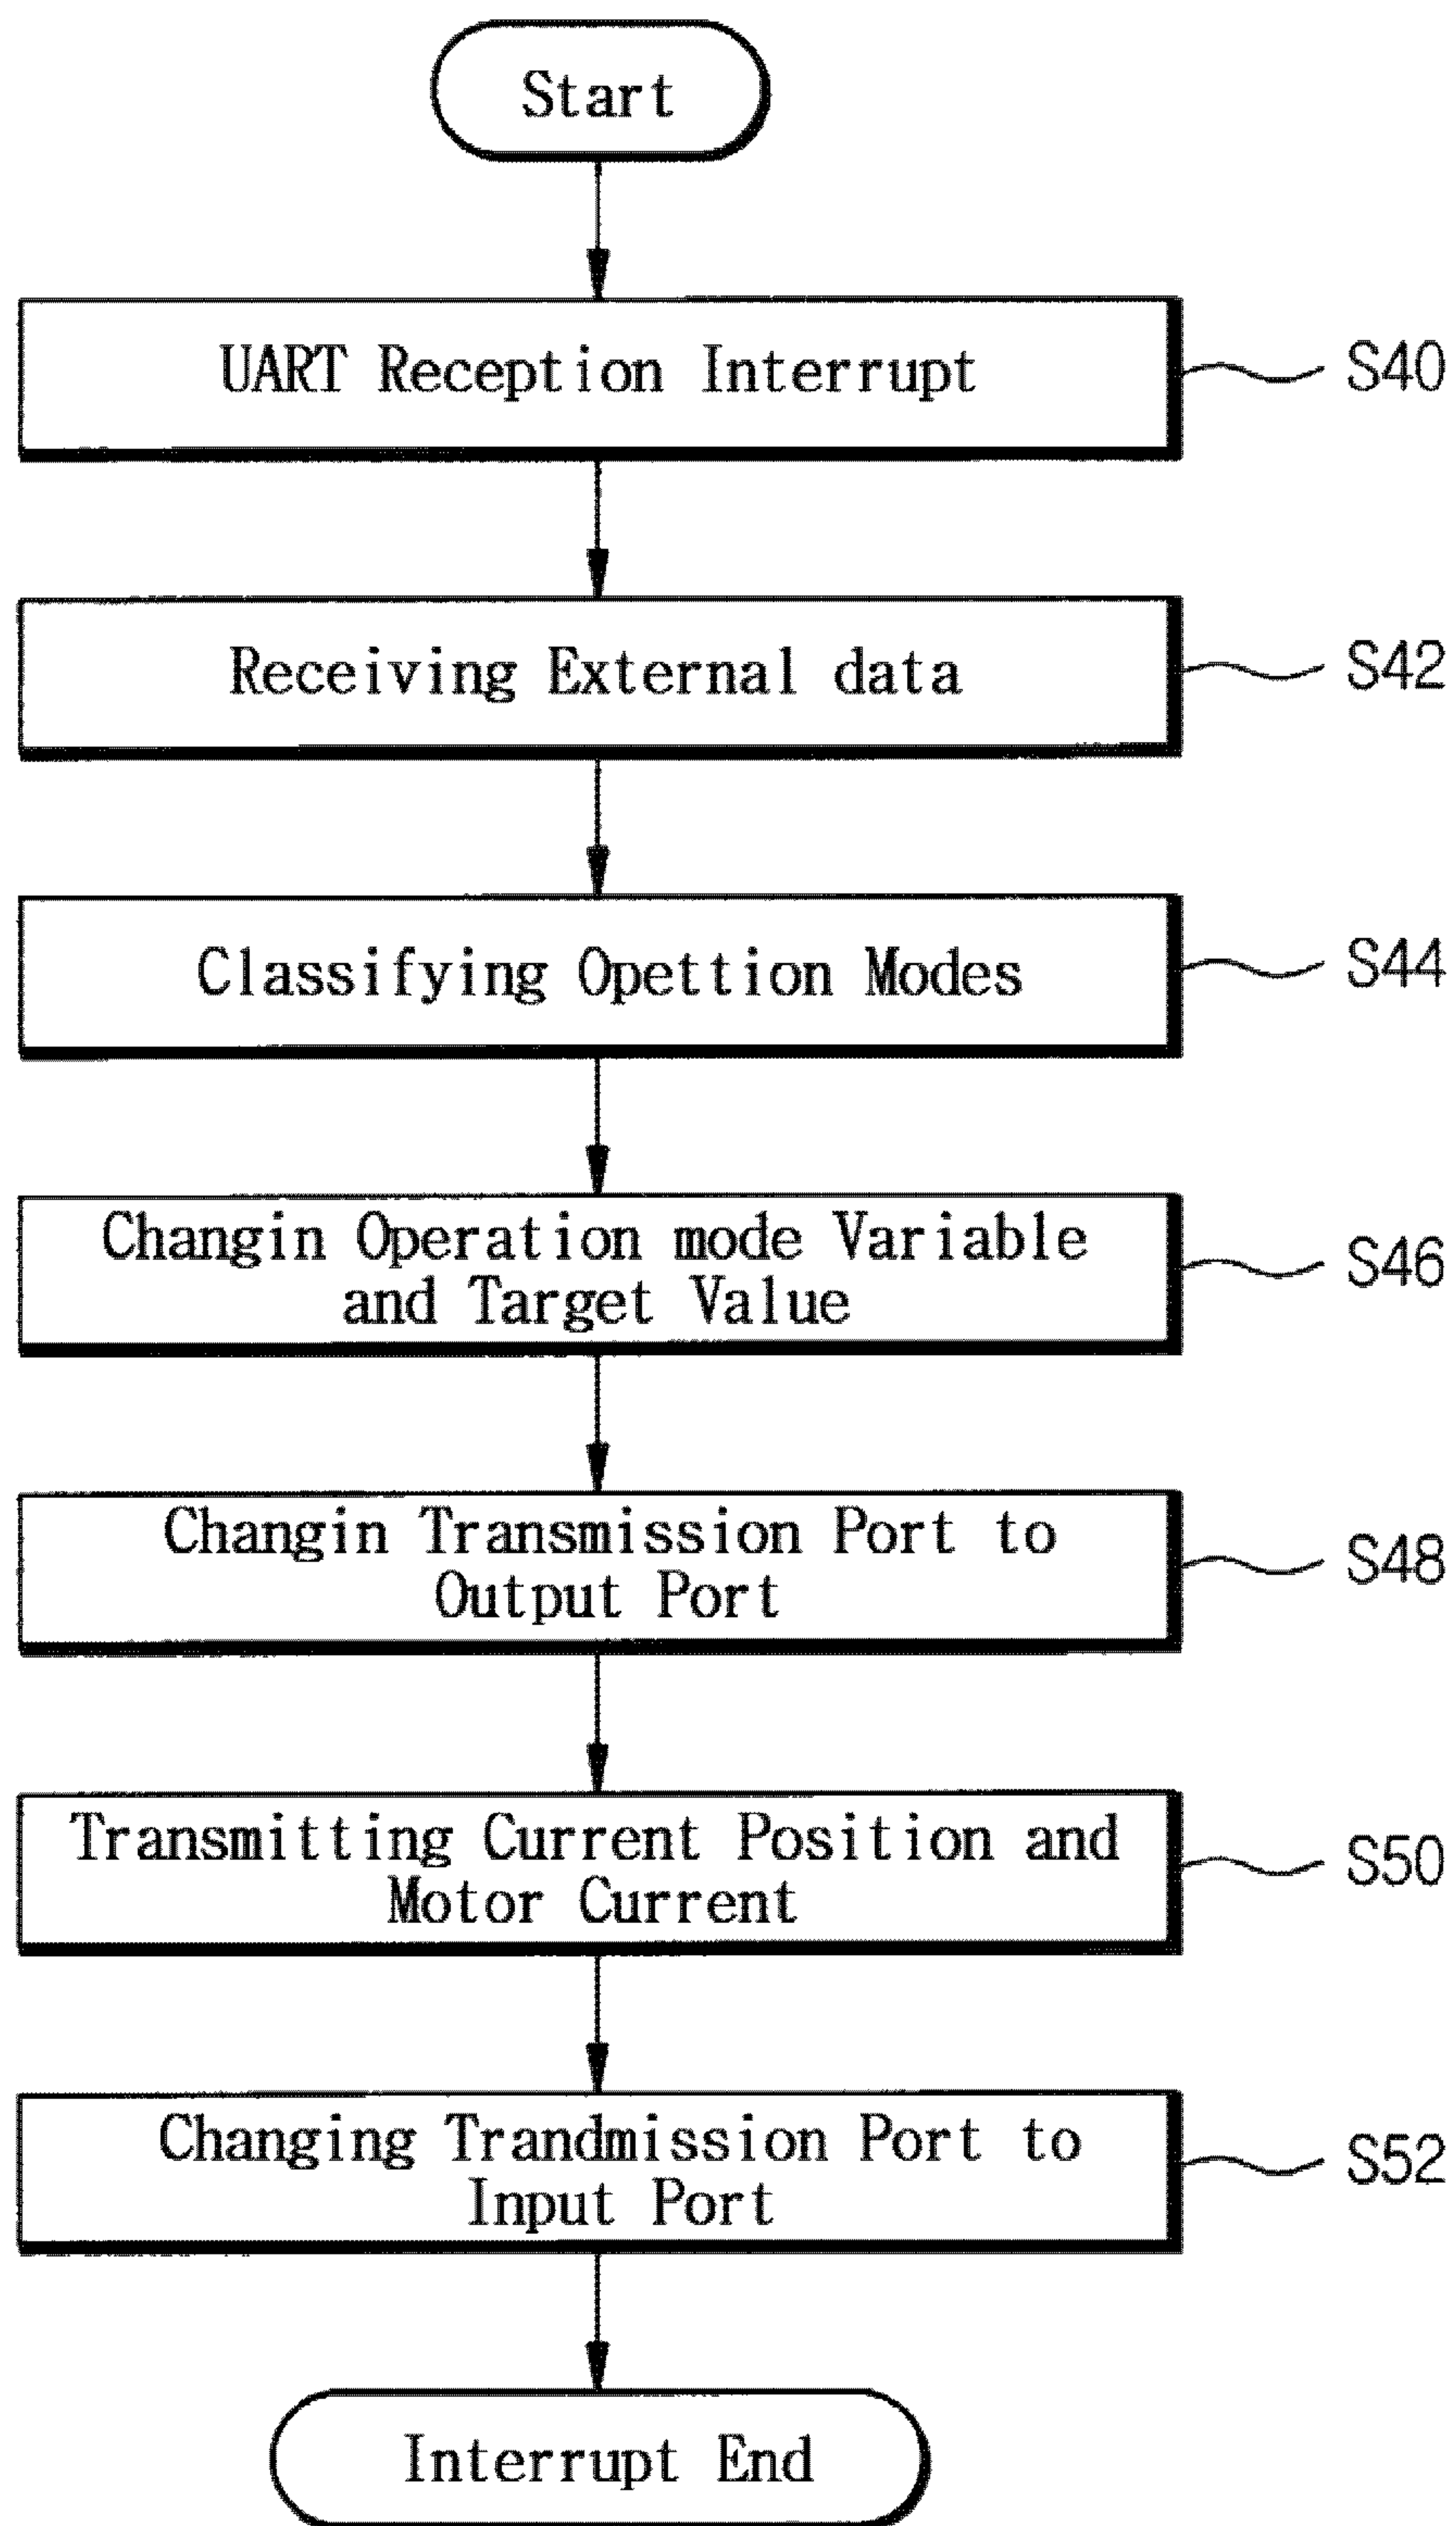 Start
UART Reception Interrupt
S40
Receiving External data
S42
Classifying Opettion Modes
S44
Changin Operation mode Variable
and Target Value
S46
Changin Transmission Port to
Output Port
S48
Transmitting Current Position and
Motor Current
S50
Changing Trandmission Port to
Input Port
S52
Interrupt End